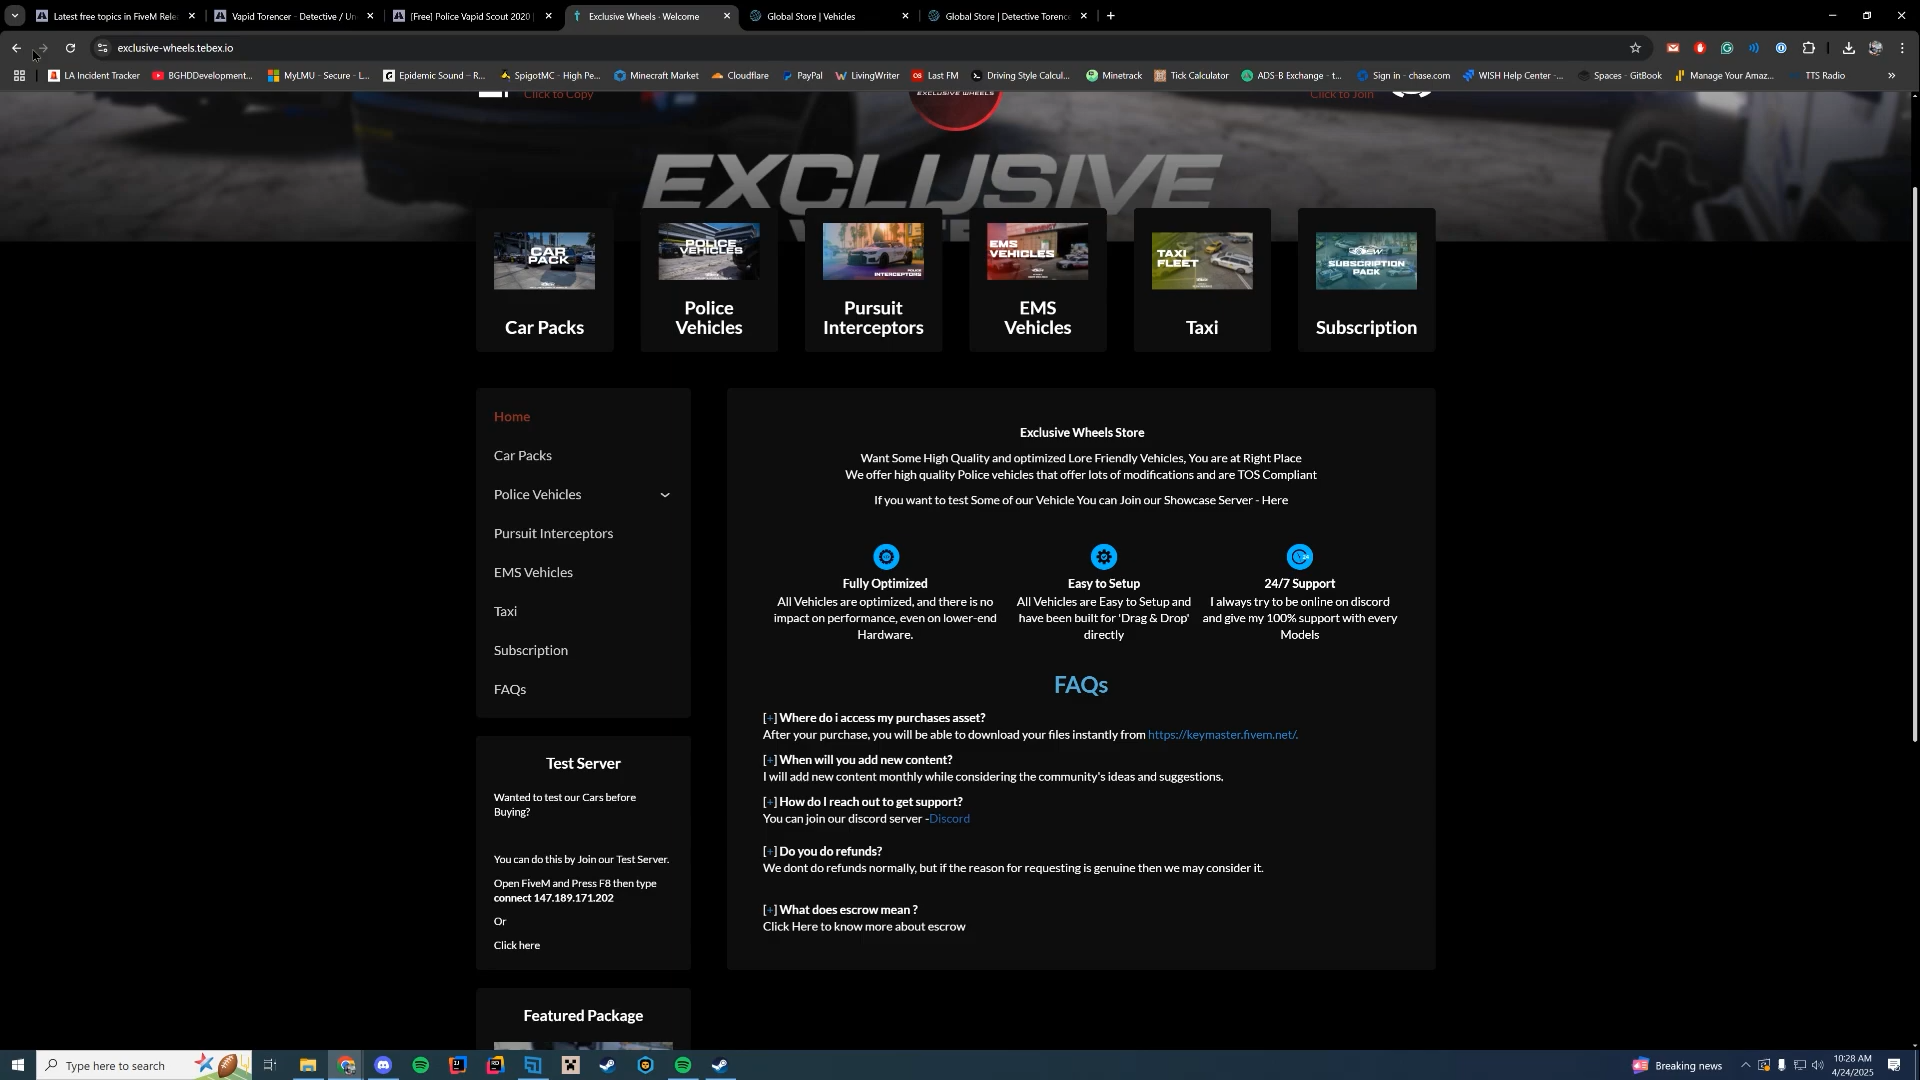 Latest free topics in FiveM Rele
Vapid Torencer - Detective / Un
[Free] Police Vapid Scout 2020 |
Exclusive Wheels - Welcome
Global Store | Vehicles
Global Store | Detective Torenc
exclusive-wheels.tebex.io
LA Incident Tracker
BGHDDevelopment...
MyLMU - Secure - L...
Epidemic Sound – R...
SpigotMC - High Pe...
Minecraft Market
Cloudflare
PayPal
LivingWriter
Last FM
Driving Style Calcul...
Minetrack
Tick Calculator
ADS-B Exchange - t...
Sign in - chase.com
WISH Help Center -...
Spaces - GitBook
Manage Your Amaz...
TTS Radio
Click to Copy
EXCLUSIVE WHEELS
Click to Join
EXCLUSIVE
CAR PACK
POLICE VEHICLES
POLICE INTERCEPTORS
EMS VEHICLES
TAXI FLEET
SUBSCRIPTION PACK
Car Packs
Police Vehicles
Pursuit Interceptors
EMS Vehicles
Taxi
Subscription
Home
Car Packs
Police Vehicles
Pursuit Interceptors
EMS Vehicles
Taxi
Subscription
FAQs
Exclusive Wheels Store
Want Some High Quality and optimized Lore Friendly Vehicles, You are at Right Place
We offer high quality Police vehicles that offer lots of modifications and are TOS Compliant
If you want to test Some of our Vehicle You can Join our Showcase Server - Here
Fully Optimized
All Vehicles are optimized, and there is no
impact on performance, even on lower-end
Hardware.
Easy to Setup
All Vehicles are Easy to Setup and
have been built for 'Drag & Drop'
directly
24/7 Support
I always try to be online on discord
and give my 100% support with every
Models
FAQs
[+] Where do i access my purchases asset?
After your purchase, you will be able to download your files instantly from https://keymaster.fivem.net/.
[+] When will you add new content?
I will add new content monthly while considering the community's ideas and suggestions.
[+] How do I reach out to get support?
You can join our discord server -Discord
[+] Do you do refunds?
We dont do refunds normally, but if the reason for requesting is genuine then we may consider it.
[+] What does escrow mean ?
Click Here to know more about escrow
Test Server
Wanted to test our Cars before
Buying?
You can do this by Join our Test Server.
Open FiveM and Press F8 then type
connect 147.189.171.202
Or
Click here
Featured Package
Type here to search
Breaking news
10:28 AM
4/24/2025